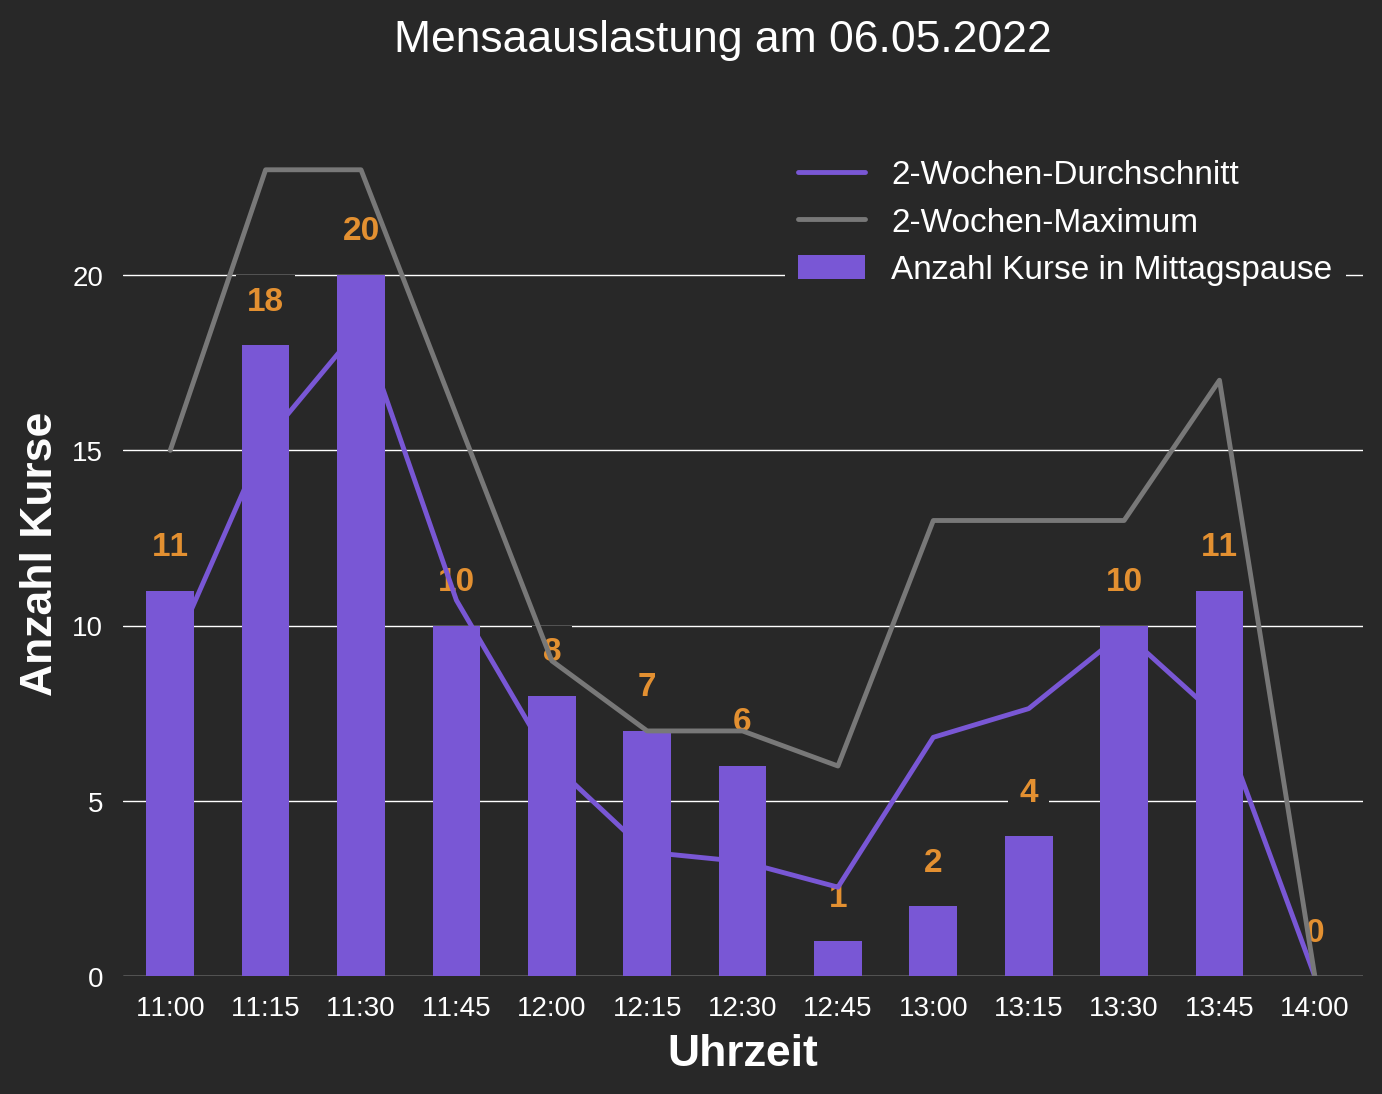 Mensaauslastung am 06.05.2022
2-Wochen-Durchschnitt
2-Wochen-Maximum
Anzahl Kurse in Mittagspause
Anzahl Kurse
20
15
10
5
0
11
18
20
10
8
7
6
1
2
4
10
11
0
11:00 11:15 11:30 11:45 12:00 12:15 12:30 12:45 13:00 13:15 13:30 13:45 14:00
Uhrzeit